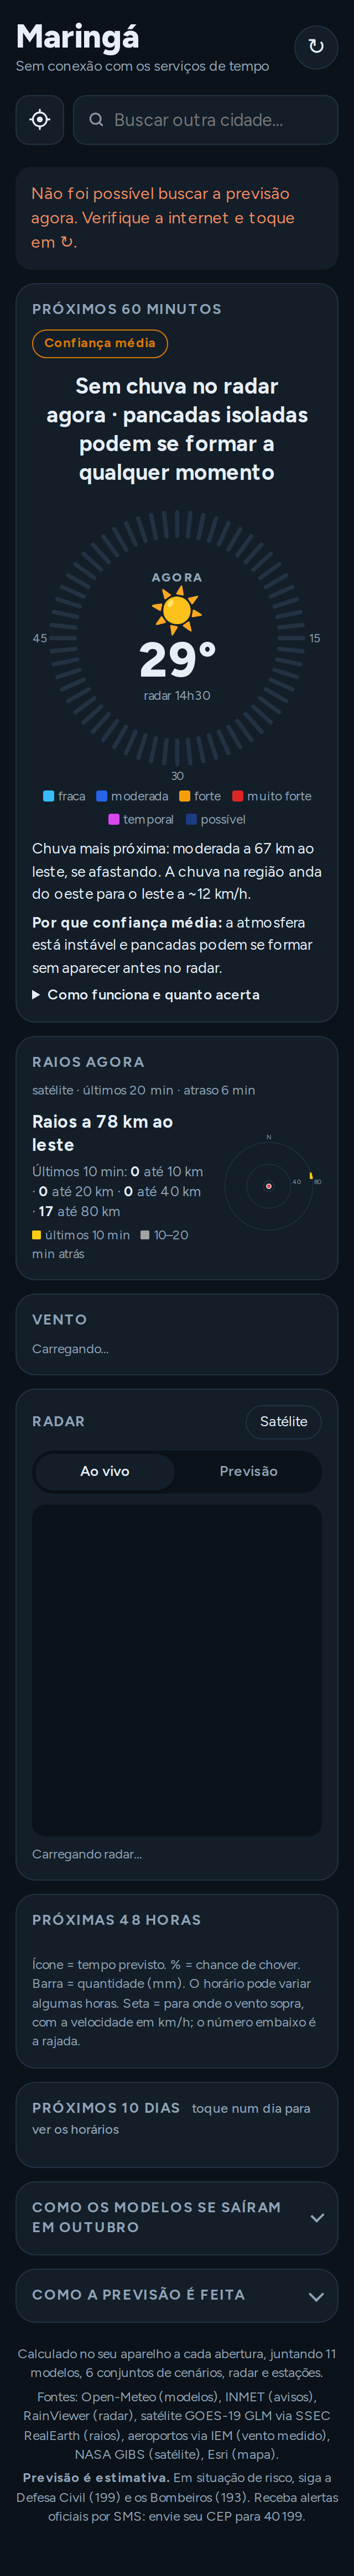 Maringá
Sem conexão com os serviços de tempo
↻
Buscar outra cidade...
Não foi possível buscar a previsão
agora. Verifique a internet e toque
em ↻.
PRÓXIMOS 60 MINUTOS
Confiança média
Sem chuva no radar
agora · pancadas isoladas
podem se formar a
qualquer momento
AGORA
45
29°
15
radar 14h30
30
fraca moderada forte muito forte
temporal possível
Chuva mais próxima: moderada a 67 km ao
leste, se afastando. A chuva na região anda
do oeste para o leste a ~12 km/h.
Por que confiança média: a atmosfera
está instável e pancadas podem se formar
sem aparecer antes no radar.
▶ Como funciona e quanto acerta
RAIOS AGORA
satélite · últimos 20 min · atraso 6 min
Raios a 78 km ao
leste
Últimos 10 min: 0 até 10 km
· 0 até 20 km · 0 até 40 km
· 17 até 80 km
últimos 10 min 10–20
min atrás
N
40 80
VENTO
Carregando...
RADAR
Satélite
Ao vivo Previsão
Carregando radar...
PRÓXIMAS 48 HORAS
Ícone = tempo previsto. % = chance de chover.
Barra = quantidade (mm). O horário pode variar
algumas horas. Seta = para onde o vento sopra,
com a velocidade em km/h; o número embaixo é
a rajada.
PRÓXIMOS 10 DIAS toque num dia para
ver os horários
COMO OS MODELOS SE SAÍRAM
EM OUTUBRO
COMO A PREVISÃO É FEITA
Calculado no seu aparelho a cada abertura, juntando 11
modelos, 6 conjuntos de cenários, radar e estações.
Fontes: Open-Meteo (modelos), INMET (avisos),
RainViewer (radar), satélite GOES-19 GLM via SSEC
RealEarth (raios), aeroportos via IEM (vento medido),
NASA GIBS (satélite), Esri (mapa).
Previsão é estimativa. Em situação de risco, siga a
Defesa Civil (199) e os Bombeiros (193). Receba alertas
oficiais por SMS: envie seu CEP para 40199.